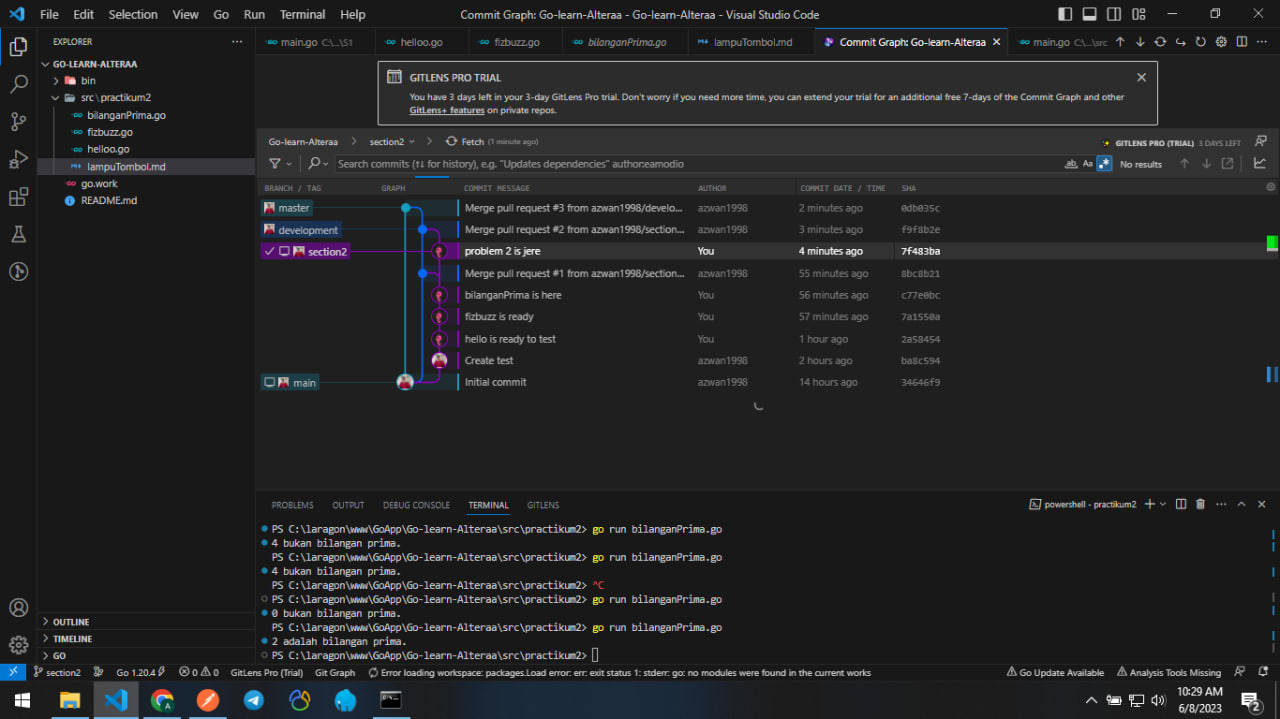 File Edit Selection View Go Run Terminal Help Commit Graph: Go-learn-Alteraa - Go-learn-Alteraa - Visual Studio Code
EXPLORER
main.go C:\...\S1 helloo.go fizbuzz.go bilanganPrima.go lampuTombol.md Commit Graph: Go-learn-Alteraa main.go C:\...\src
GO-LEARN-ALTERAA
bin
src\practikum2
bilanganPrima.go
fizbuzz.go
helloo.go
lampuTombol.md
go.work
README.md
OUTLINE
TIMELINE
GO
GITLENS PRO TRIAL
You have 3 days left in your 3-day GitLens Pro trial. Don't worry if you need more time, you can extend your trial for an additional free 7-days of the Commit Graph and other
GitLens+ features on private repos.
Go-learn-Alteraa section2 Fetch (1 minute ago) GITLENS PRO (TRIAL) 3 DAYS LEFT
Search commits (↑↓ for history), e.g. "Updates dependencies" author:eamodio ab Aa .* No results
BRANCH / TAG GRAPH COMMIT MESSAGE AUTHOR COMMIT DATE / TIME SHA
master Merge pull request #3 from azwan1998/develo... azwan1998 2 minutes ago 0db035c
development Merge pull request #2 from azwan1998/section... azwan1998 3 minutes ago f9f8b2e
section2 problem 2 is jere You 4 minutes ago 7f483ba
Merge pull request #1 from azwan1998/section... azwan1998 55 minutes ago 8bc8b21
bilanganPrima is here You 56 minutes ago c77e0bc
fizbuzz is ready You 57 minutes ago 7a1550a
hello is ready to test You 1 hour ago 2a58454
Create test azwan1998 2 hours ago ba8c594
main Initial commit azwan1998 14 hours ago 34646f9
PROBLEMS OUTPUT DEBUG CONSOLE TERMINAL GITLENS powershell - practikum2
PS C:\laragon\www\GoApp\Go-learn-Alteraa\src\practikum2> go run bilanganPrima.go
4 bukan bilangan prima.
PS C:\laragon\www\GoApp\Go-learn-Alteraa\src\practikum2> go run bilanganPrima.go
4 bukan bilangan prima.
PS C:\laragon\www\GoApp\Go-learn-Alteraa\src\practikum2> ^C
PS C:\laragon\www\GoApp\Go-learn-Alteraa\src\practikum2> go run bilanganPrima.go
0 bukan bilangan prima.
PS C:\laragon\www\GoApp\Go-learn-Alteraa\src\practikum2> go run bilanganPrima.go
2 adalah bilangan prima.
PS C:\laragon\www\GoApp\Go-learn-Alteraa\src\practikum2>
section2 Go 1.20.4 0 0 GitLens Pro (Trial) Git Graph Error loading workspace: packages.Load error: err: exit status 1: stderr: go: no modules were found in the current works Go Update Available Analysis Tools Missing
10:29 AM
6/8/2023
2